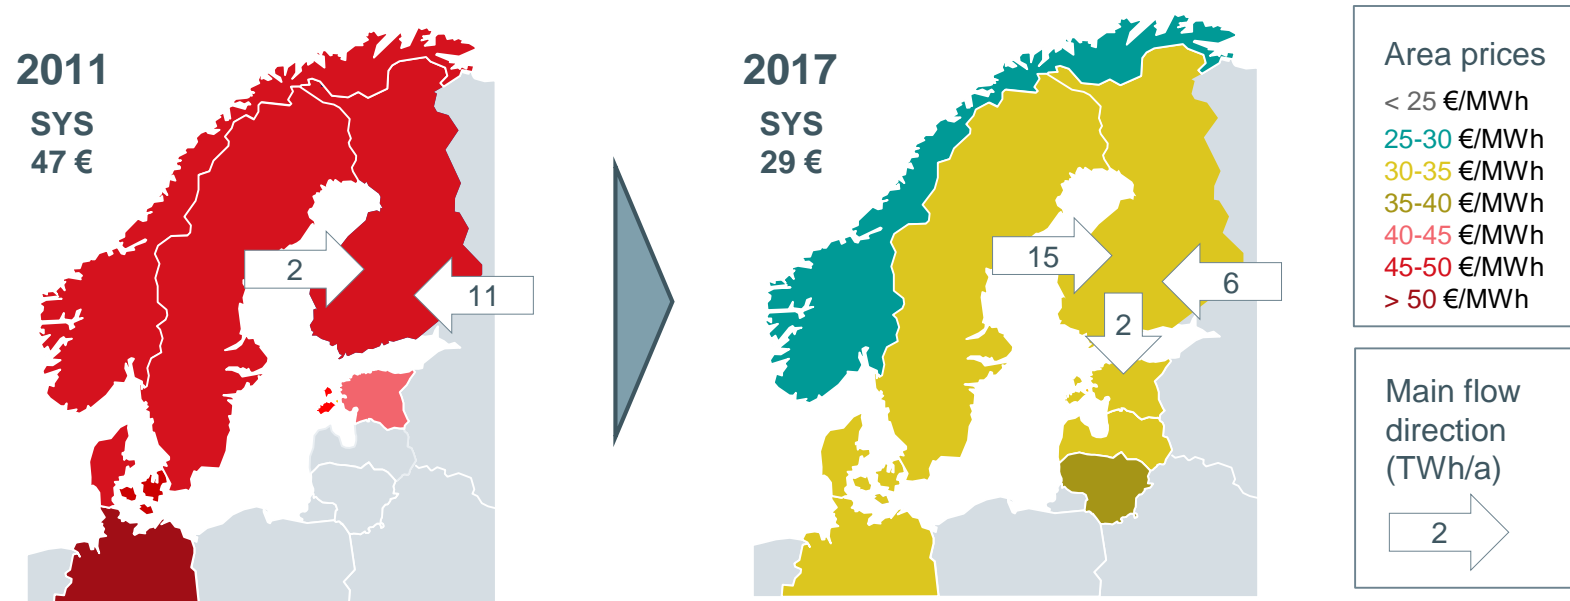 2011
SYS
47 €
2
11
2017
SYS
29 €
15
6
2
Area prices
< 25 €/MWh
25-30 €/MWh
30-35 €/MWh
35-40 €/MWh
40-45 €/MWh
45-50 €/MWh
> 50 €/MWh
Main flow
direction
(TWh/a)
2